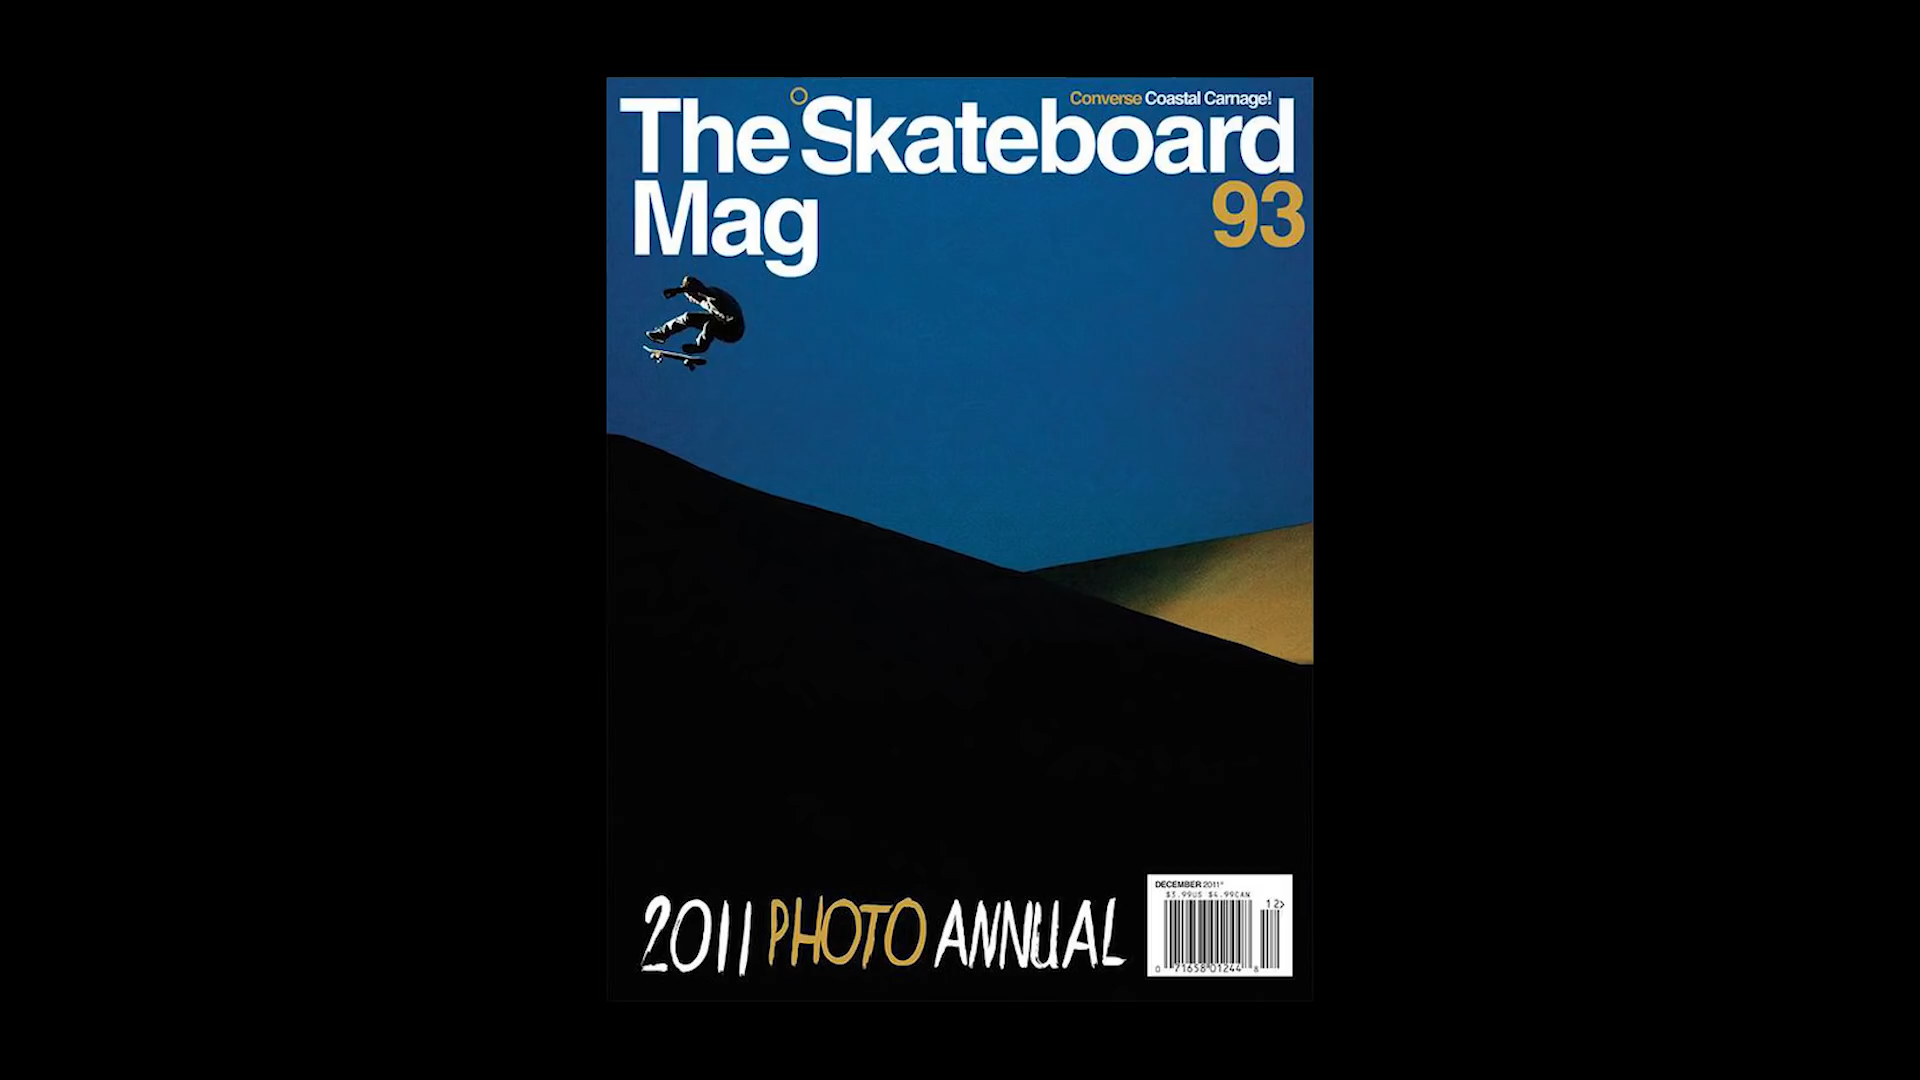 Converse Coastal Carnage!
The Skateboard
Mag
93
2011 PHOTO ANNUAL
DECEMBER 2011
$3.99US $4.99CAN
12>
0 71658 01244 8